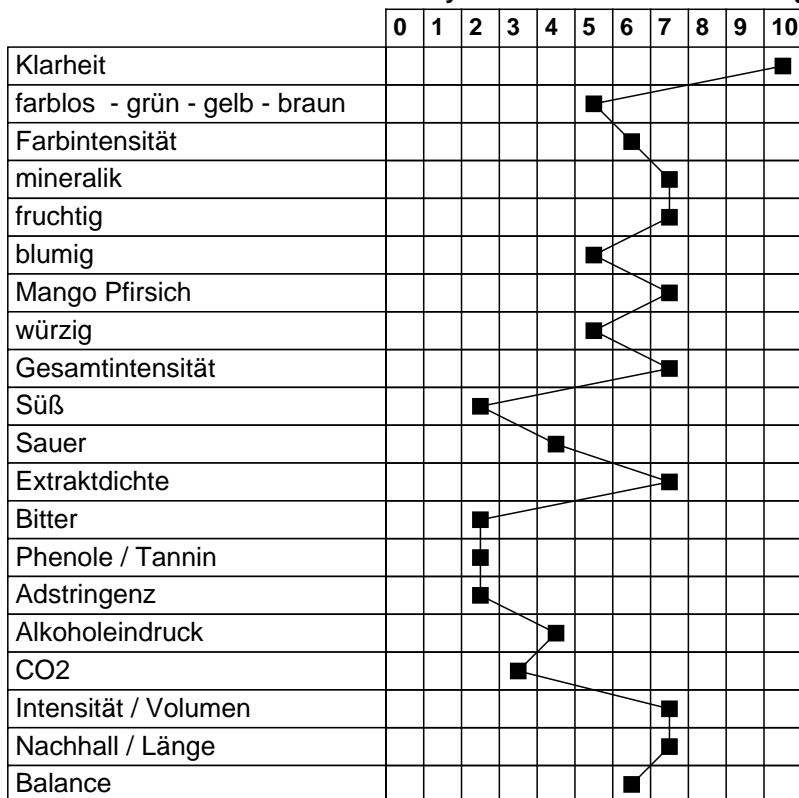 0 1 2 3 4 5 6 7 8 9 10
Klarheit
farblos - grün - gelb - braun
Farbintensität
mineralik
fruchtig
blumig
Mango Pfirsich
würzig
Gesamtintensität
Süß
Sauer
Extraktdichte
Bitter
Phenole / Tannin
Adstringenz
Alkoholeindruck
CO2
Intensität / Volumen
Nachhall / Länge
Balance